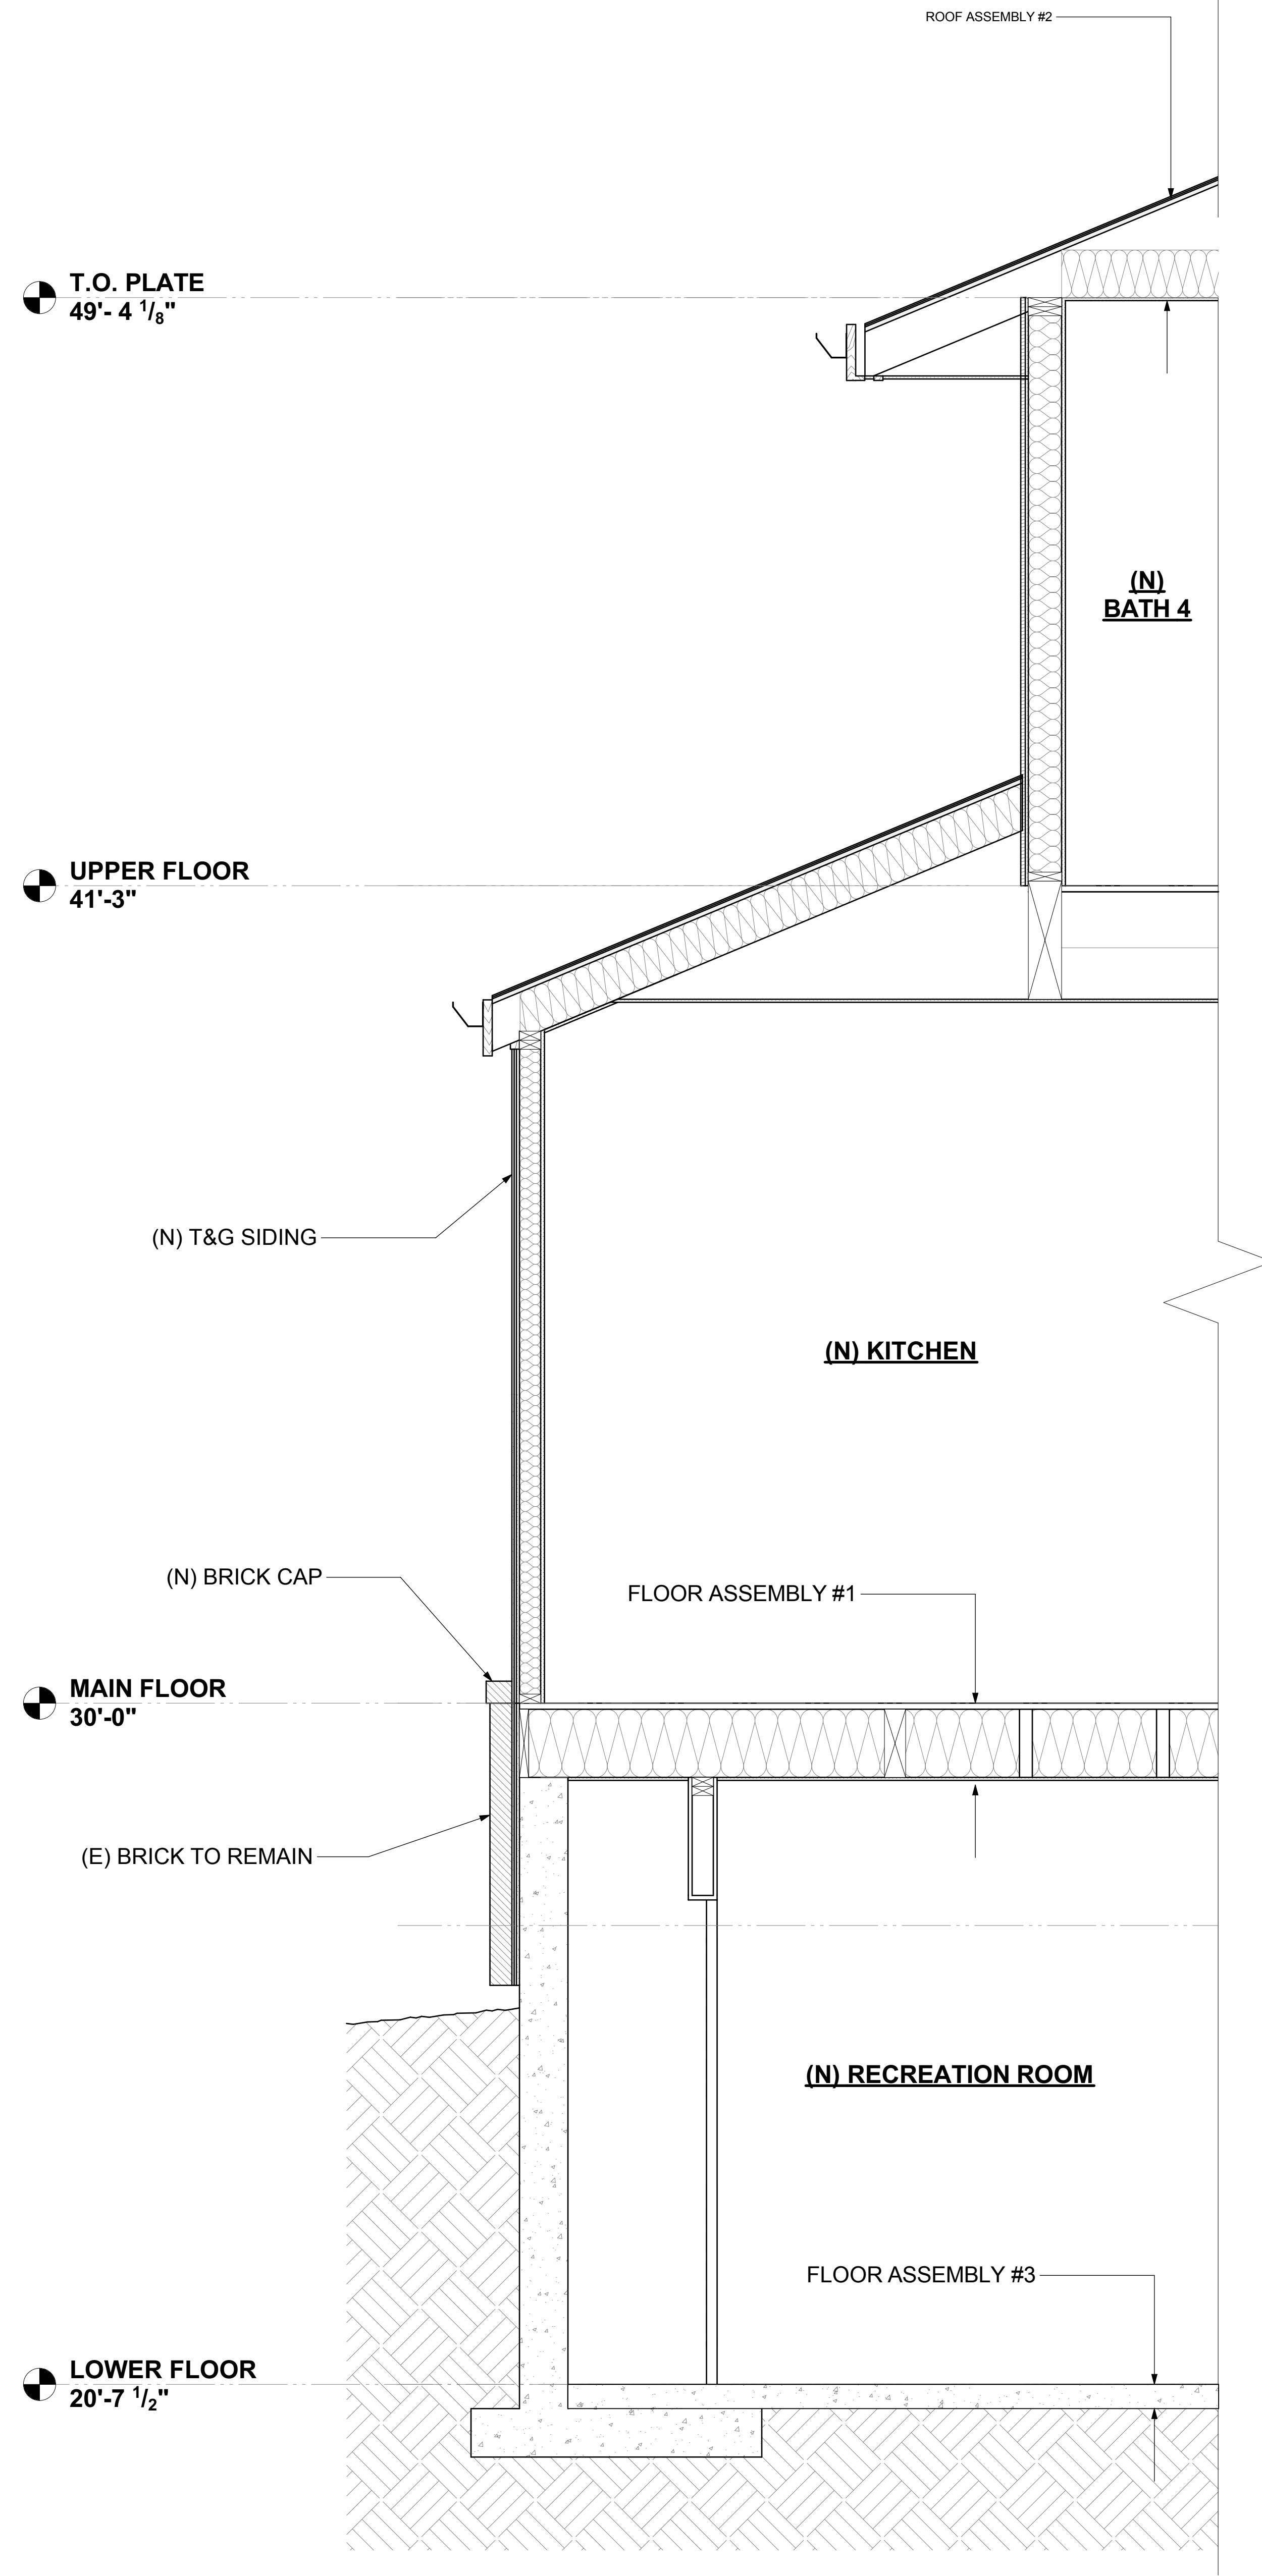 ROOF ASSEMBLY #2
T.O. PLATE
49'- 4 1/8"
(N)
BATH 4
UPPER FLOOR
41'-3"
(N) T&G SIDING
(N) KITCHEN
(N) BRICK CAP
FLOOR ASSEMBLY #1
MAIN FLOOR
30'-0"
(E) BRICK TO REMAIN
(N) RECREATION ROOM
FLOOR ASSEMBLY #3
LOWER FLOOR
20'-7 1/2"